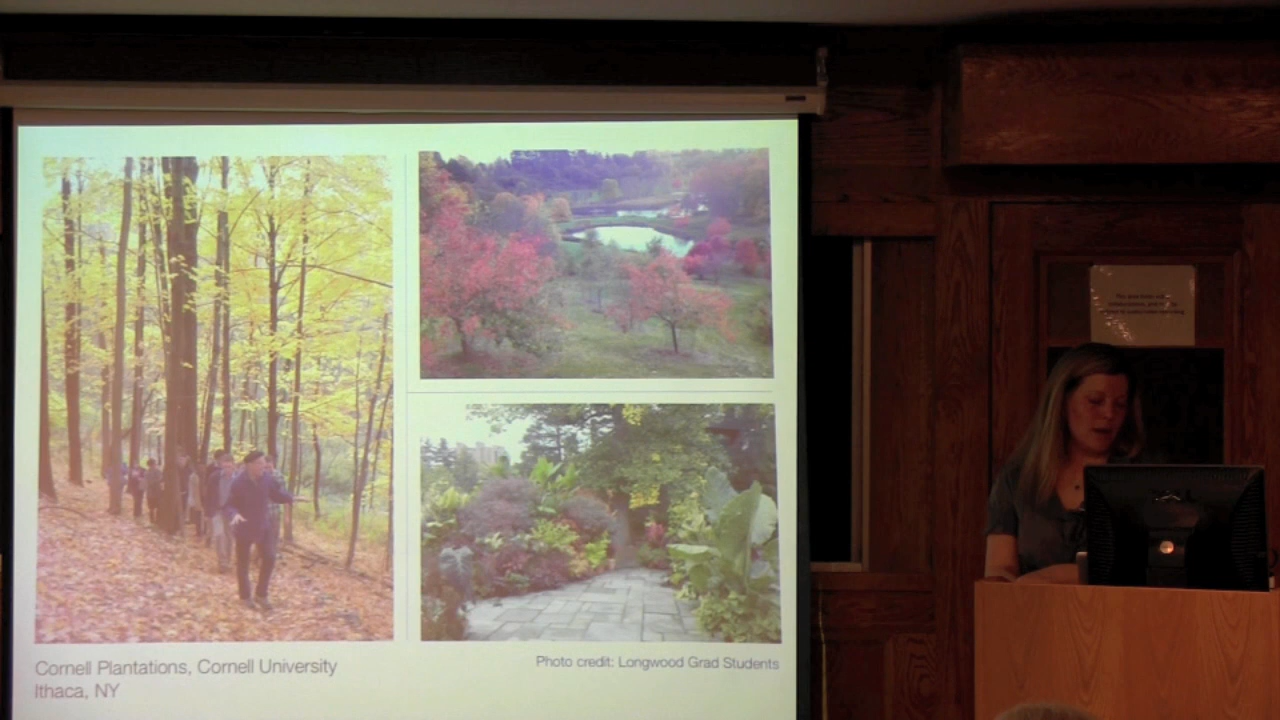 Cornell Plantations, Cornell University
Ithaca, NY
Photo credit: Longwood Grad Students